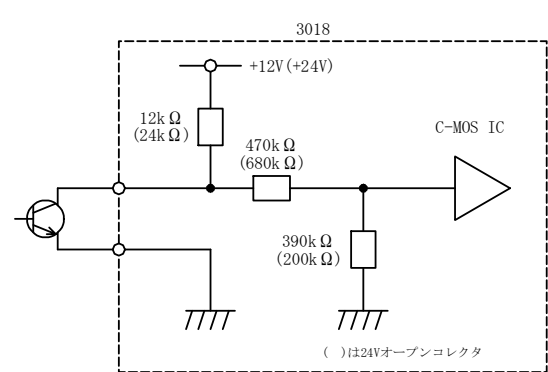 3018
+12V(+24V)
12kΩ
(24kΩ)
C-MOS IC
470kΩ
(680kΩ)
390kΩ
(200kΩ)
( )は24Vオープンコレクタ